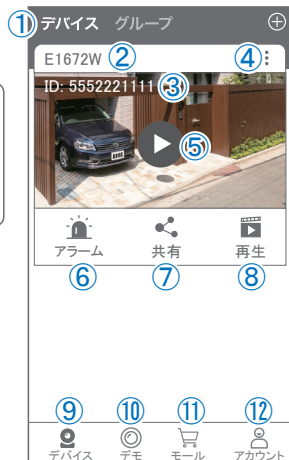 ① デバイス グループ ⊕
E1672W ② ④
ID: 5552221111 ③
⑤
アラーム 共有 再生
⑥ ⑦ ⑧
⑨ ⑩ ⑪ ⑫
デバイス デモ モール アカウント